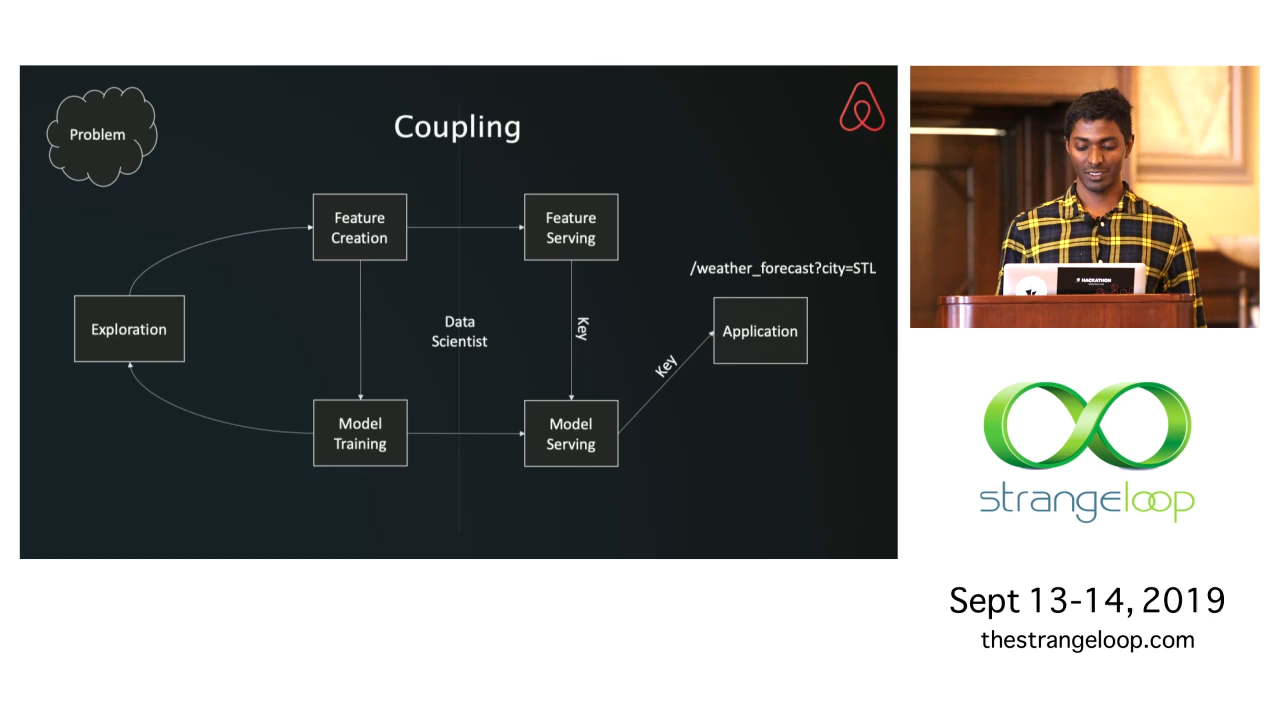 Problem
Coupling
Feature
Creation
Feature
Serving
/weather_forecast?city=STL
Exploration
Data
Scientist
Key
Key
Application
Model
Training
Model
Serving
HACKATHON
strangeloop
Sept 13-14, 2019
thestrangeloop.com